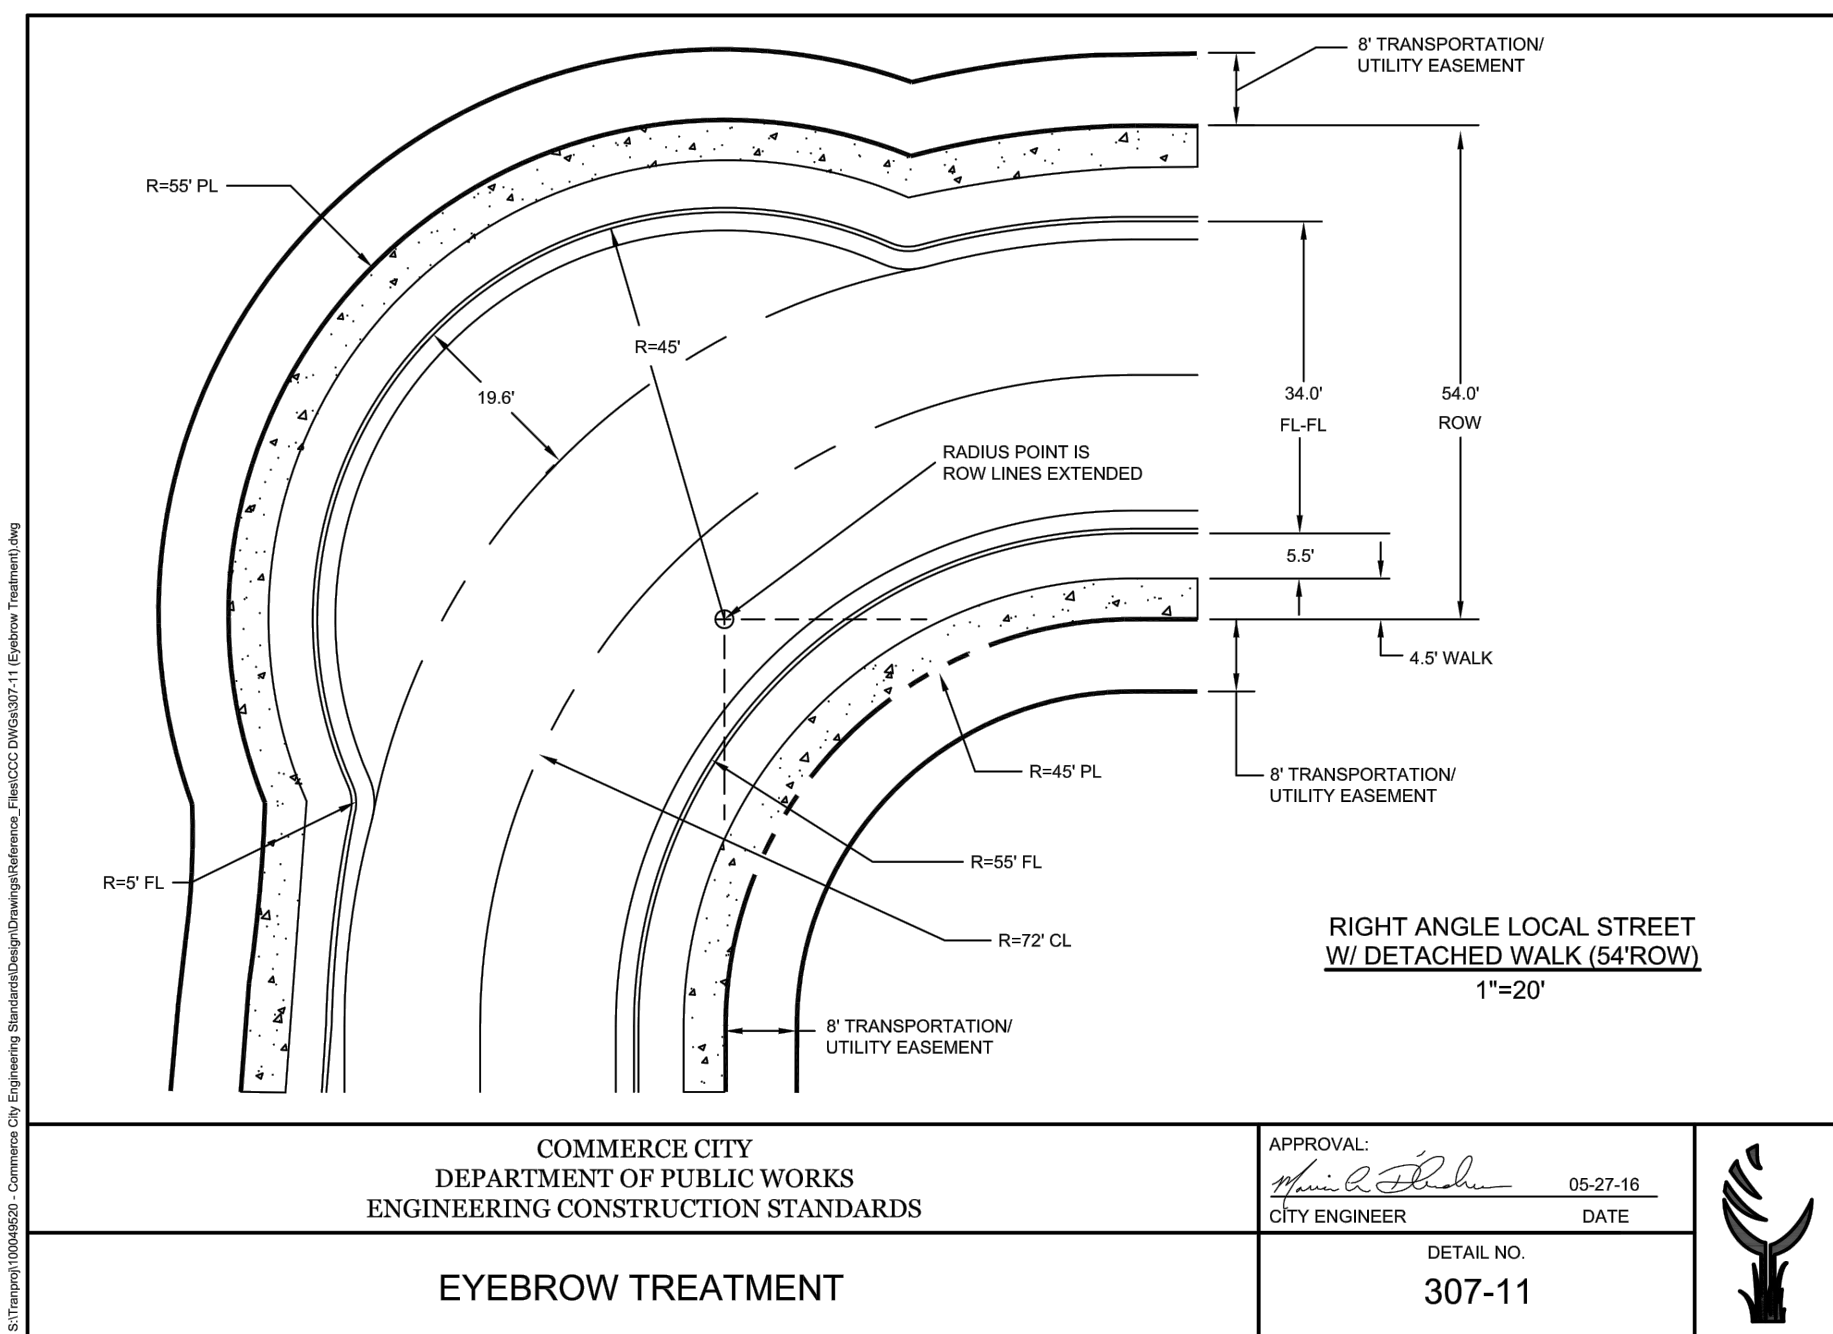 8' TRANSPORTATION/
UTILITY EASEMENT
R=55' PL
R=45'
19.6'
34.0'
FL-FL
54.0'
ROW
RADIUS POINT IS
ROW LINES EXTENDED
5.5'
4.5' WALK
R=45' PL
8' TRANSPORTATION/
UTILITY EASEMENT
R=55' FL
R=5' FL
R=72' CL
8' TRANSPORTATION/
UTILITY EASEMENT
RIGHT ANGLE LOCAL STREET
W/ DETACHED WALK (54'ROW)
1"=20'
S:\Tranproj\100049520 - Commerce City Engineering Standards\Design\Drawings\Reference_Files\CCC DWGs\307-11 (Eyebrow Treatment).dwg
COMMERCE CITY
DEPARTMENT OF PUBLIC WORKS
ENGINEERING CONSTRUCTION STANDARDS
EYEBROW TREATMENT
APPROVAL:
05-27-16
CITY ENGINEER DATE
DETAIL NO.
307-11